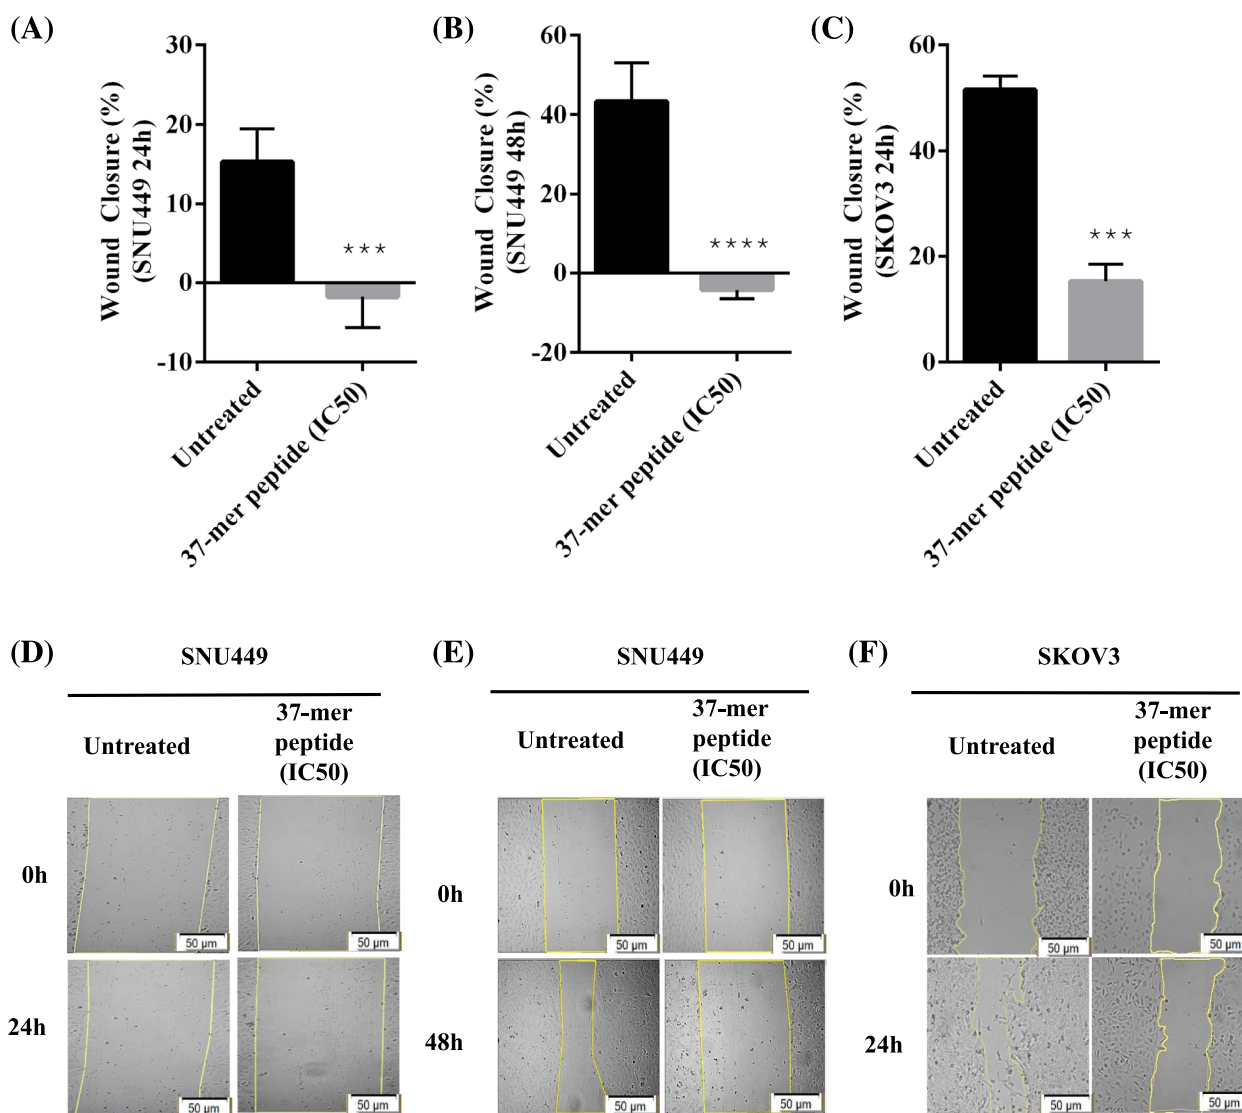 (A)
Wound Closure (%)
(SNU449 24h)
30
20
10
0
-10
***
Untreated
37-mer peptide (IC50)
(B)
Wound Closure (%)
(SNU449 48h)
60
40
20
0
-20
****
Untreated
37-mer peptide (IC50)
(C)
Wound Closure (%)
(SKOV3 24h)
60
40
20
0
***
Untreated
37-mer peptide (IC50)
(D)
SNU449
Untreated
37-mer
peptide
(IC50)
0h
50 µm
50 µm
24h
50 µm
50 µm
(E)
SNU449
Untreated
37-mer
peptide
(IC50)
0h
50 µm
50 µm
48h
50 µm
50 µm
(F)
SKOV3
Untreated
37-mer
peptide
(IC50)
0h
50 µm
50 µm
24h
50 µm
50 µm